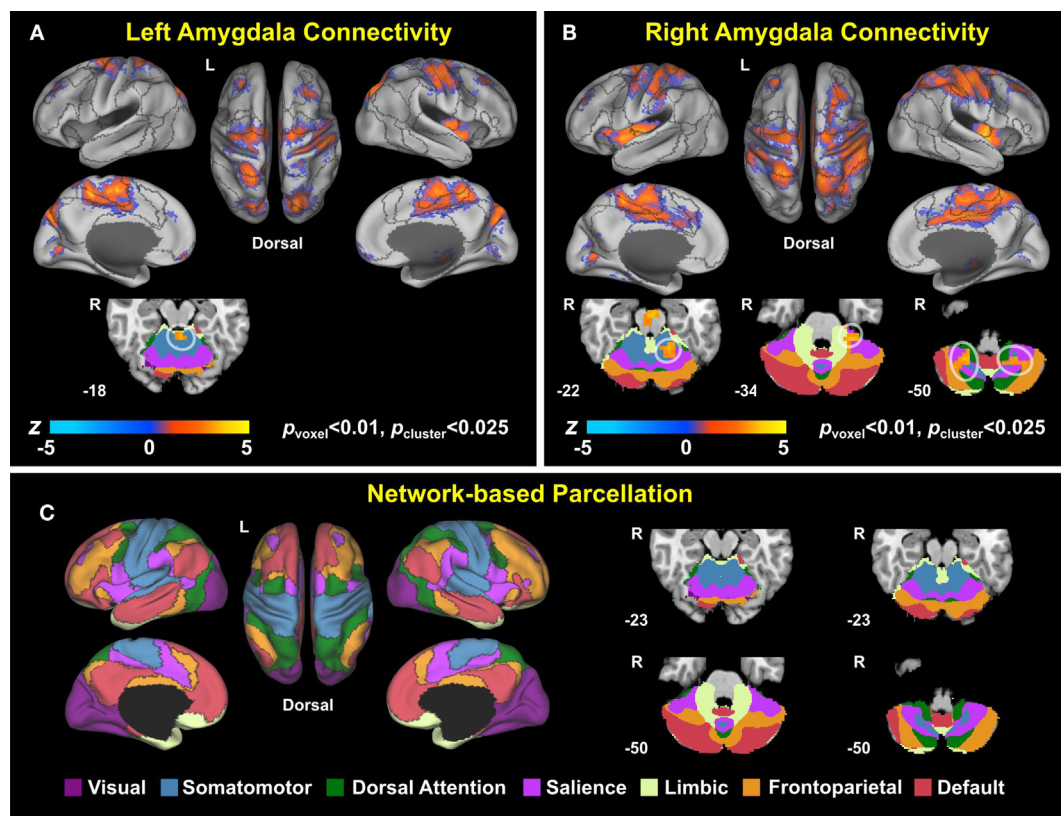 A
Left Amygdala Connectivity
L
Dorsal
R
-18
z
-5 0 5
pvoxel<0.01, pcluster<0.025
B
Right Amygdala Connectivity
L
Dorsal
R
-22
-34
-50
z
-5 0 5
pvoxel<0.01, pcluster<0.025
Network-based Parcellation
C
L
Dorsal
R
-23
R
-23
R
-50
R
-50
Visual Somatomotor Dorsal Attention Salience Limbic Frontoparietal Default